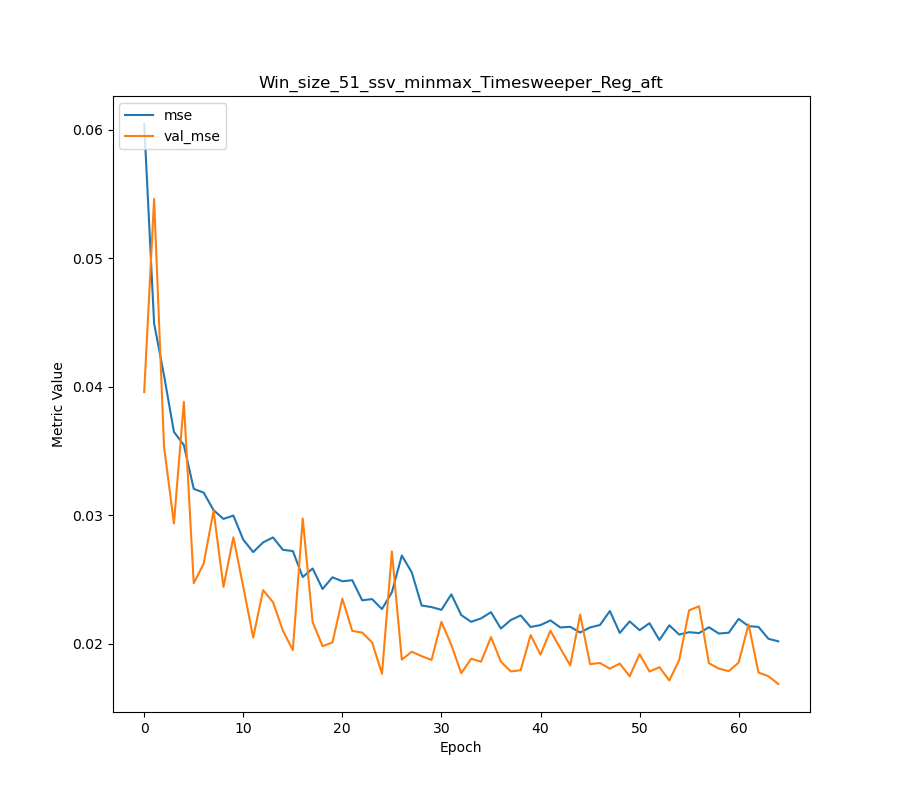 Win_size_51_ssv_minmax_Timesweeper_Reg_aft
mse
val_mse
0.06
0.05
0.04
0.03
0.02
Metric Value
0 10 20 30 40 50 60
Epoch